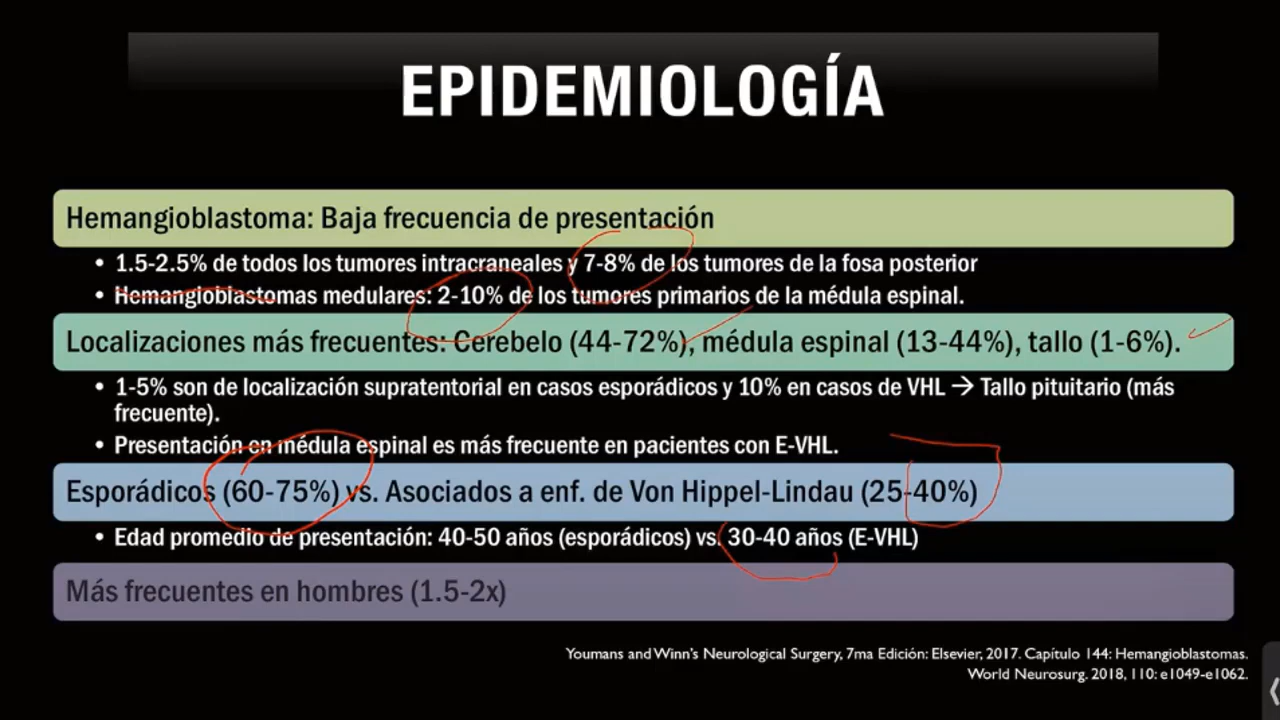 EPIDEMIOLOGÍA
Hemangioblastoma: Baja frecuencia de presentación
• 1.5-2.5% de todos los tumores intracraneales y 7-8% de los tumores de la fosa posterior
• Hemangioblastomas medulares: 2-10% de los tumores primarios de la médula espinal.
Localizaciones más frecuentes: Cerebelo (44-72%), médula espinal (13-44%), tallo (1-6%).
• 1-5% son de localización supratentorial en casos esporádicos y 10% en casos de VHL → Tallo pituitario (más
frecuente).
• Presentación en médula espinal es más frecuente en pacientes con E-VHL.
Esporádicos (60-75%) vs. Asociados a enf. de Von Hippel-Lindau (25-40%)
• Edad promedio de presentación: 40-50 años (esporádicos) vs. 30-40 años (E-VHL)
Más frecuentes en hombres (1.5-2x)
Youmans and Winn's Neurological Surgery, 7ma Edición: Elsevier, 2017. Capítulo 144: Hemangioblastomas.
World Neurosurg. 2018, 110: e1049-e1062.